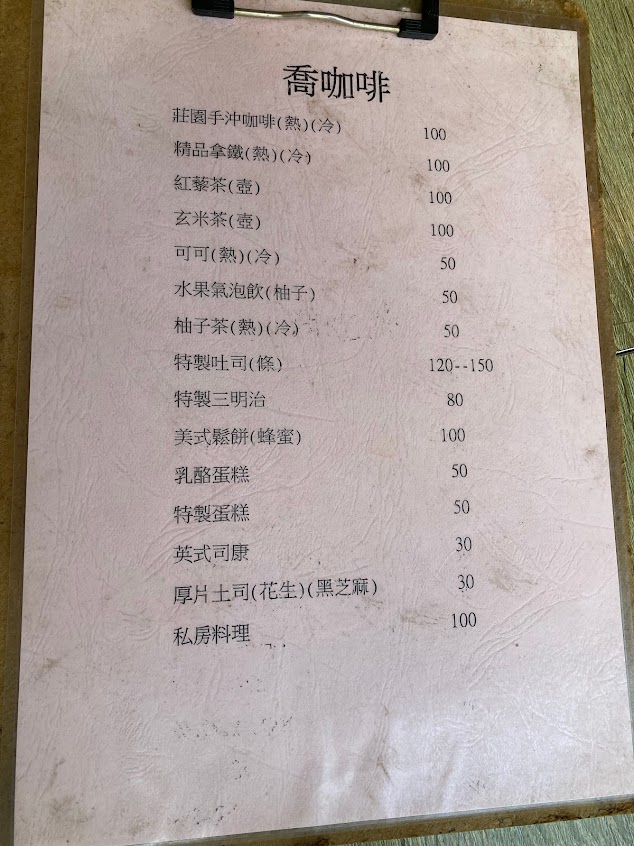 喬咖啡
莊園手沖咖啡(熱)(冷) 100
精品拿鐵(熱)(冷) 100
紅藜茶(壺) 100
玄米茶(壺) 100
可可(熱)(冷) 50
水果氣泡飲(柚子) 50
柚子茶(熱)(冷) 50
特製吐司(條) 120--150
特製三明治 80
美式鬆餅(蜂蜜) 100
乳酪蛋糕 50
特製蛋糕 50
英式司康 30
厚片土司(花生)(黑芝麻) 30
私房料理 100